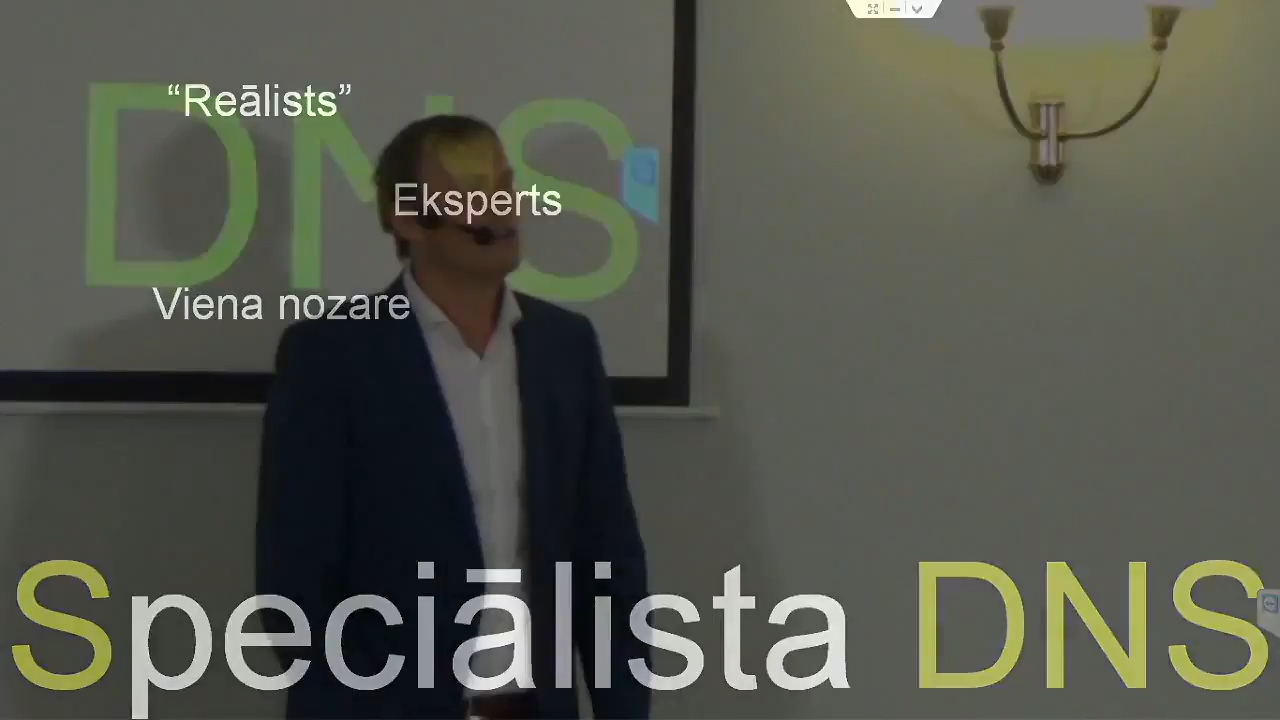 “Reālists”
DNS
Eksperts
Viena nozare
Speciālista DNS